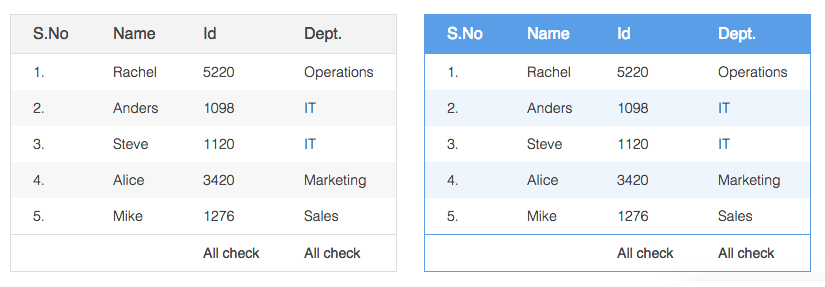 S.No Name Id Dept.
1. Rachel 5220 Operations
2. Anders 1098 IT
3. Steve 1120 IT
4. Alice 3420 Marketing
5. Mike 1276 Sales
All check All check
S.No Name Id Dept.
1. Rachel 5220 Operations
2. Anders 1098 IT
3. Steve 1120 IT
4. Alice 3420 Marketing
5. Mike 1276 Sales
All check All check